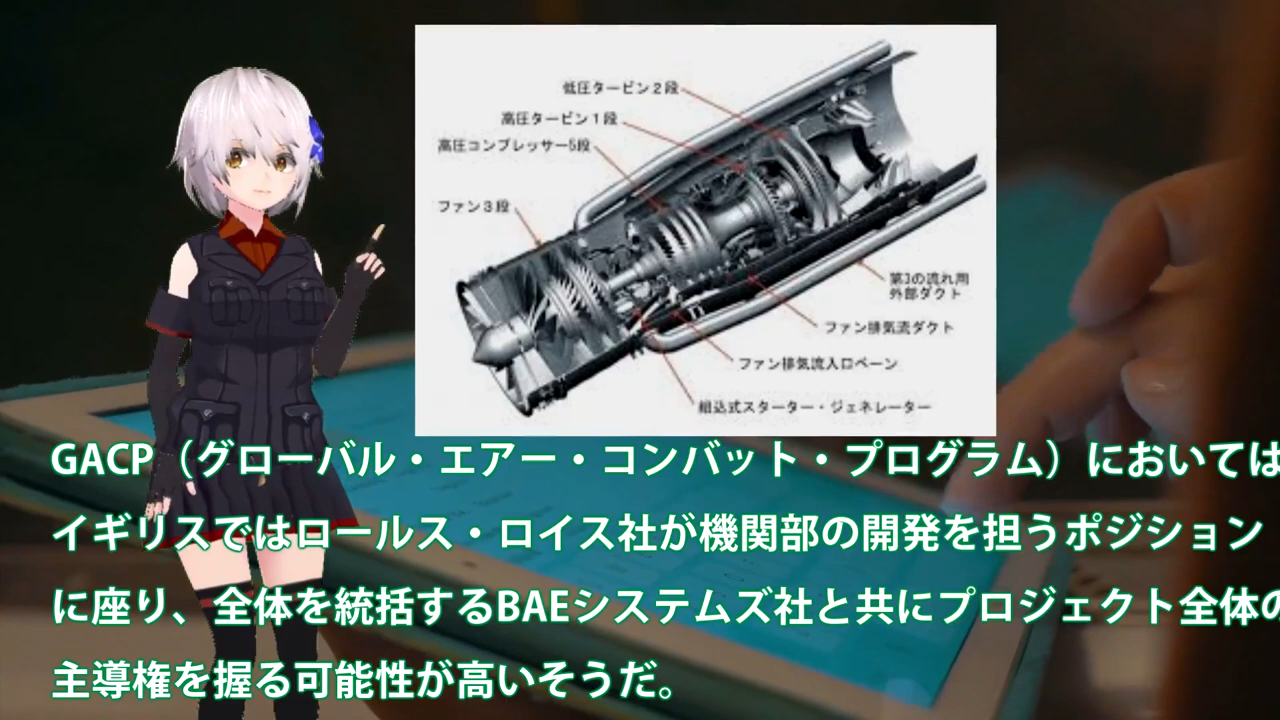 低圧タービン２段
高圧タービン１段
高圧コンプレッサー5段
ファン３段
第3の流れ用
外部ダクト
ファン排気流ダクト
ファン排気流入口ベーン
組込式スターター・ジェネレーター
GACP（グローバル・エアー・コンバット・プログラム）においては
イギリスではロールス・ロイス社が機関部の開発を担うポジション
に座り、全体を統括するBAEシステムズ社と共にプロジェクト全体の
主導権を握る可能性が高いそうだ。